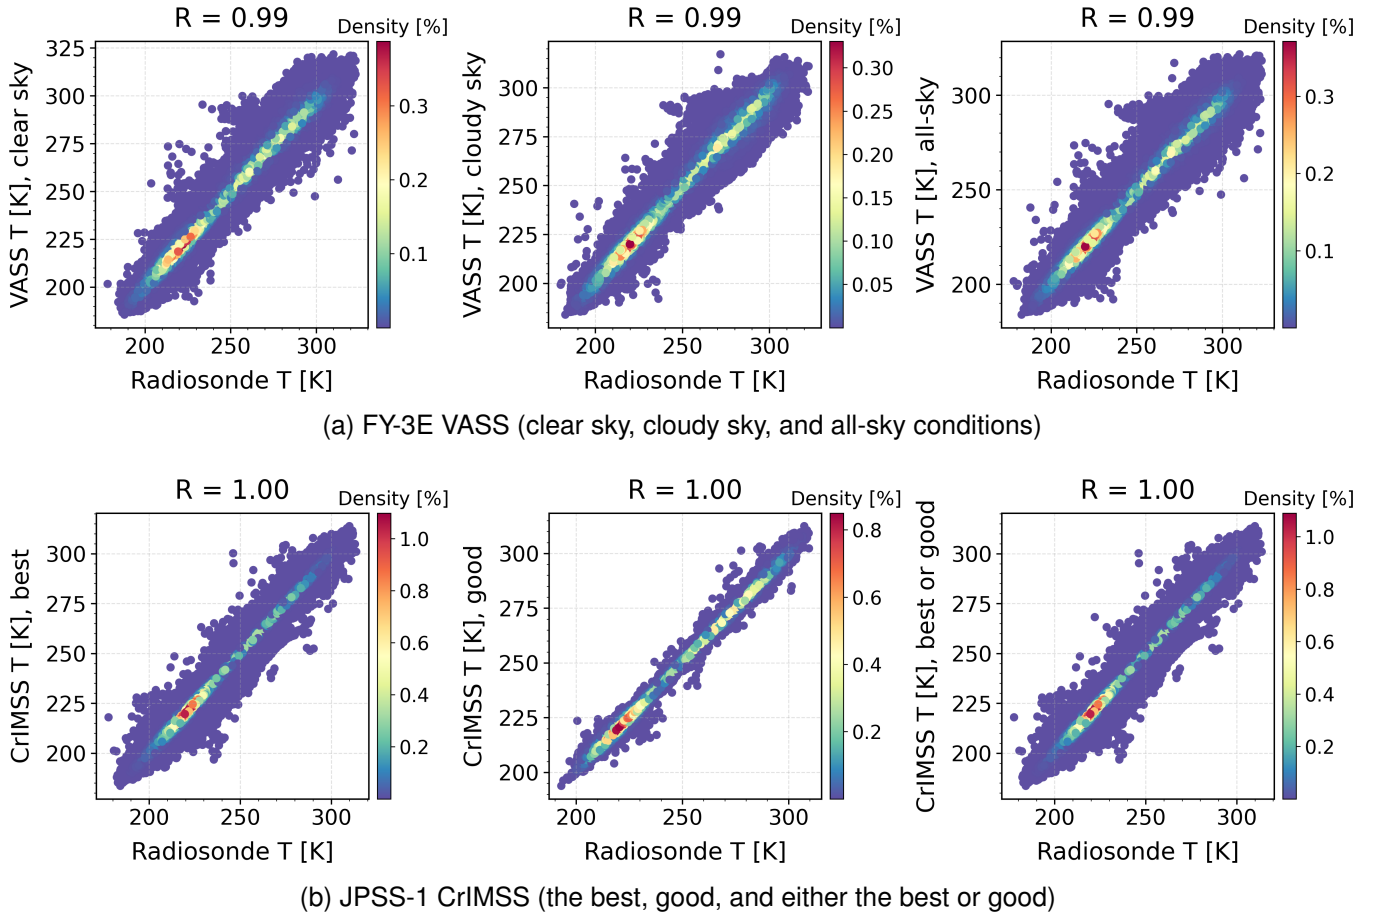 R = 0.99
Density [%]
VASS T [K], clear sky
325
300
275
250
225
200
200 250 300
Radiosonde T [K]
0.3
0.2
0.1
R = 0.99
Density [%]
VASS T [K], cloudy sky
300
275
250
225
200
200 250 300
Radiosonde T [K]
0.30
0.25
0.20
0.15
0.10
0.05
R = 0.99
Density [%]
VASS T [K], all-sky
300
250
200
200 250 300
Radiosonde T [K]
0.3
0.2
0.1
(a) FY-3E VASS (clear sky, cloudy sky, and all-sky conditions)
R = 1.00
Density [%]
CrIMSS T [K], best
300
275
250
225
200
200 250 300
Radiosonde T [K]
1.0
0.8
0.6
0.4
0.2
R = 1.00
Density [%]
CrIMSS T [K], good
300
275
250
225
200
200 250 300
Radiosonde T [K]
0.8
0.6
0.4
0.2
R = 1.00
Density [%]
CrIMSS T [K], best or good
300
275
250
225
200
200 250 300
Radiosonde T [K]
1.0
0.8
0.6
0.4
0.2
(b) JPSS-1 CrIMSS (the best, good, and either the best or good)